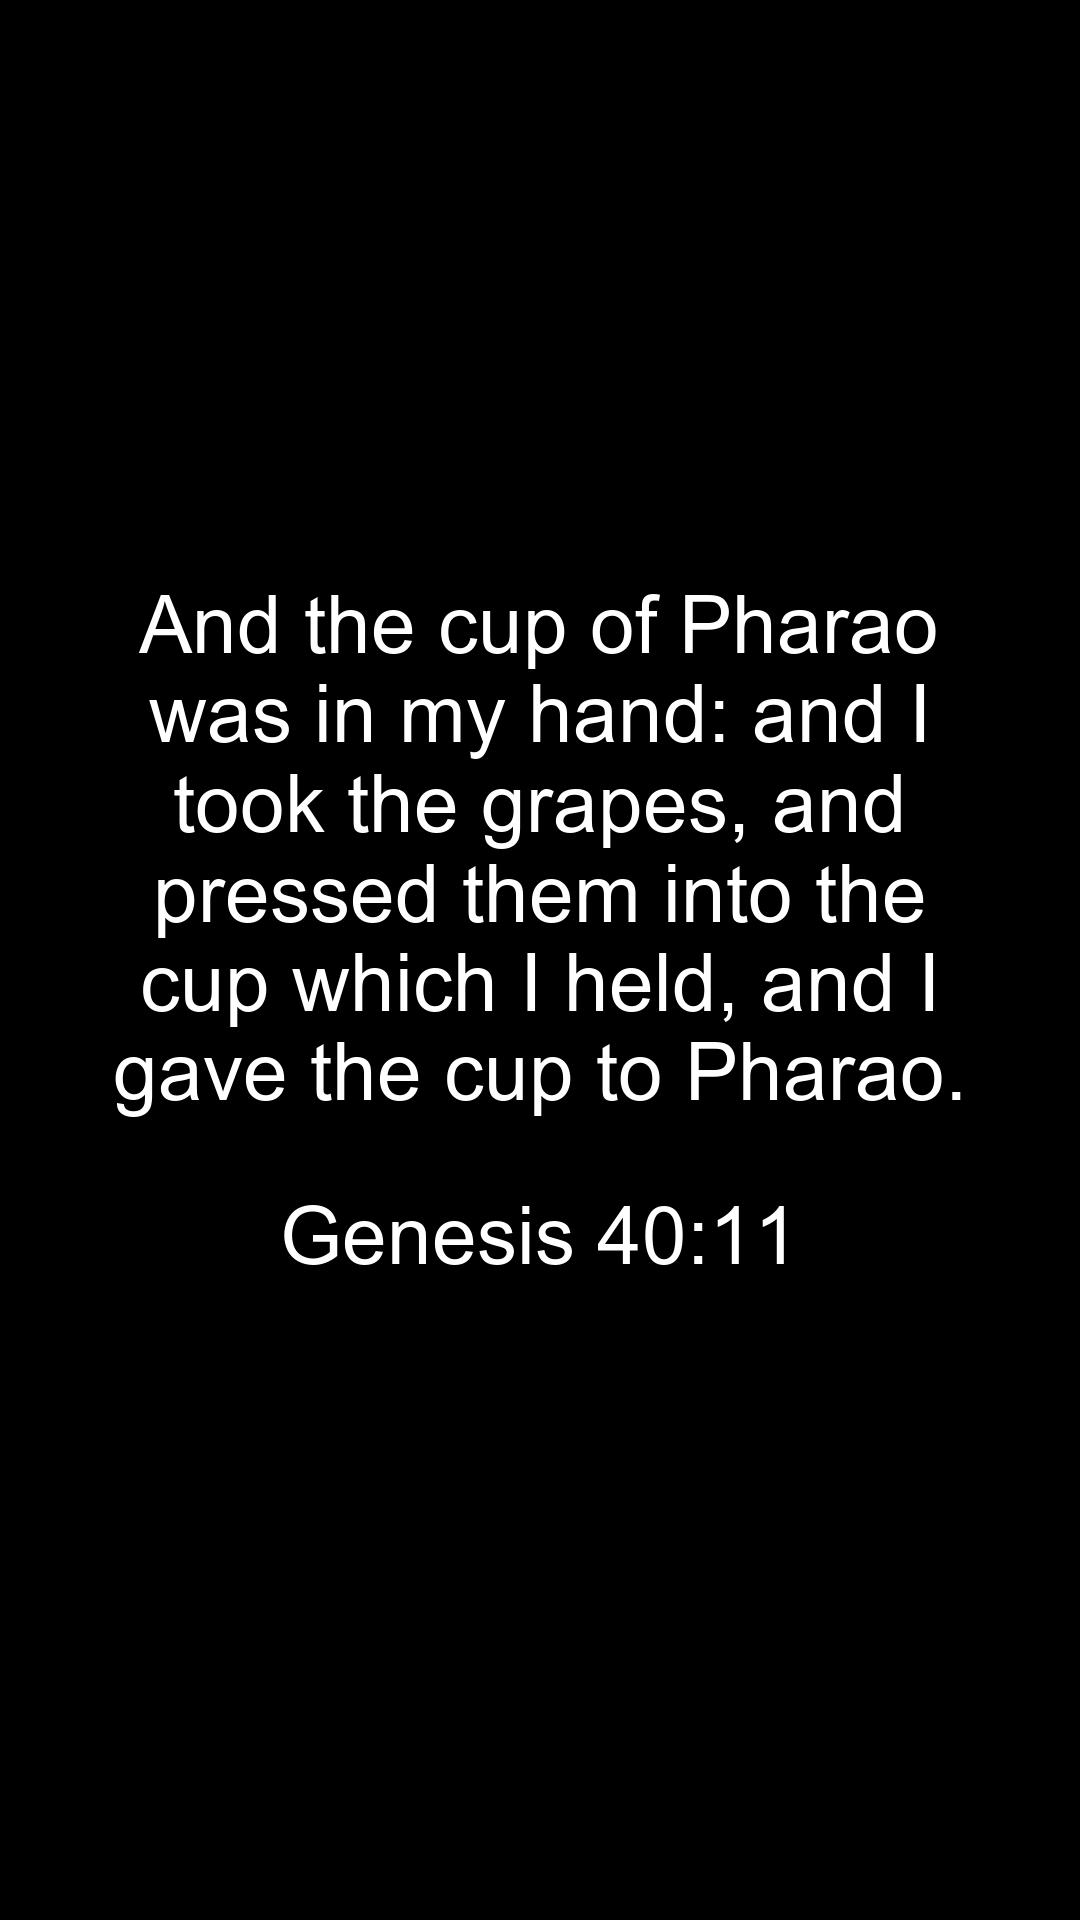 And the cup of Pharao
was in my hand: and I
took the grapes, and
pressed them into the
cup which I held, and I
gave the cup to Pharao.
Genesis 40:11